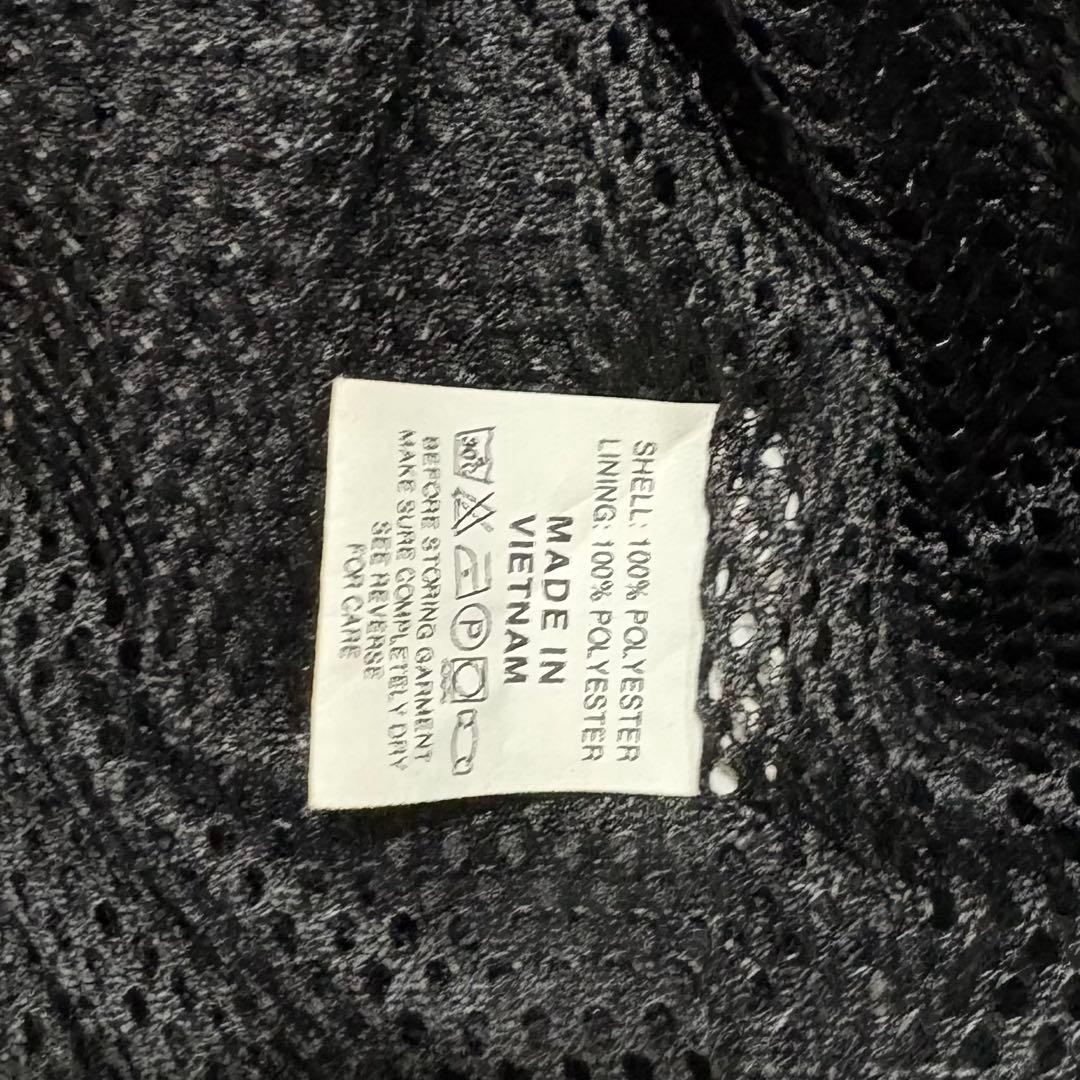 SHELL: 100% POLYESTER
LINING: 100% POLYESTER
MADE IN
VIETNAM
P
BEFORE STORING GARMENT
MAKE SURE COMPLETELY DRY
SEE REVERSE
FOR CARE